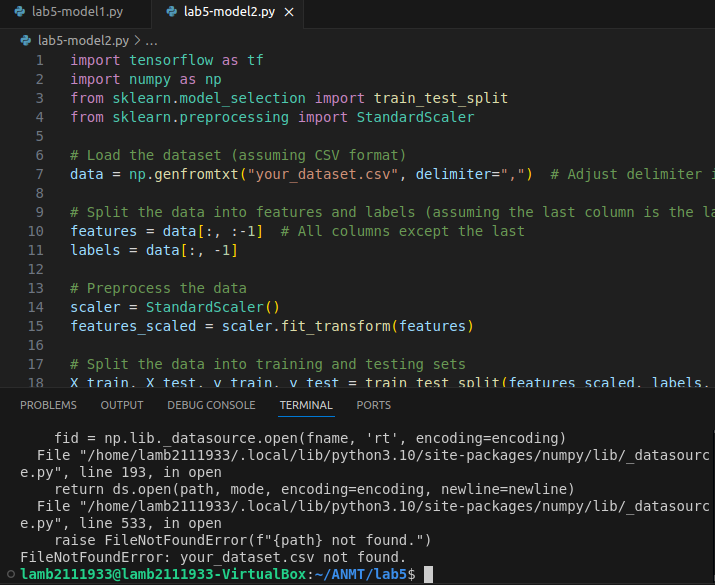 lab5-model1.py lab5-model2.py
lab5-model2.py > ...
1 import tensorflow as tf
2 import numpy as np
3 from sklearn.model_selection import train_test_split
4 from sklearn.preprocessing import StandardScaler
5
6 # Load the dataset (assuming CSV format)
7 data = np.genfromtxt("your_dataset.csv", delimiter=",")  # Adjust delimiter i
8
9 # Split the data into features and labels (assuming the last column is the la
10 features = data[:, :-1]  # All columns except the last
11 labels = data[:, -1]
12
13 # Preprocess the data
14 scaler = StandardScaler()
15 features_scaled = scaler.fit_transform(features)
16
17 # Split the data into training and testing sets
18 X_train, X_test, y_train, y_test = train_test_split(features_scaled, labels,
PROBLEMS OUTPUT DEBUG CONSOLE TERMINAL PORTS
fid = np.lib._datasource.open(fname, 'rt', encoding=encoding)
File "/home/lamb2111933/.local/lib/python3.10/site-packages/numpy/lib/_datasourc
e.py", line 193, in open
return ds.open(path, mode, encoding=encoding, newline=newline)
File "/home/lamb2111933/.local/lib/python3.10/site-packages/numpy/lib/_datasourc
e.py", line 533, in open
raise FileNotFoundError(f"{path} not found.")
FileNotFoundError: your_dataset.csv not found.
lamb2111933@lamb2111933-VirtualBox:~/ANMT/lab5$